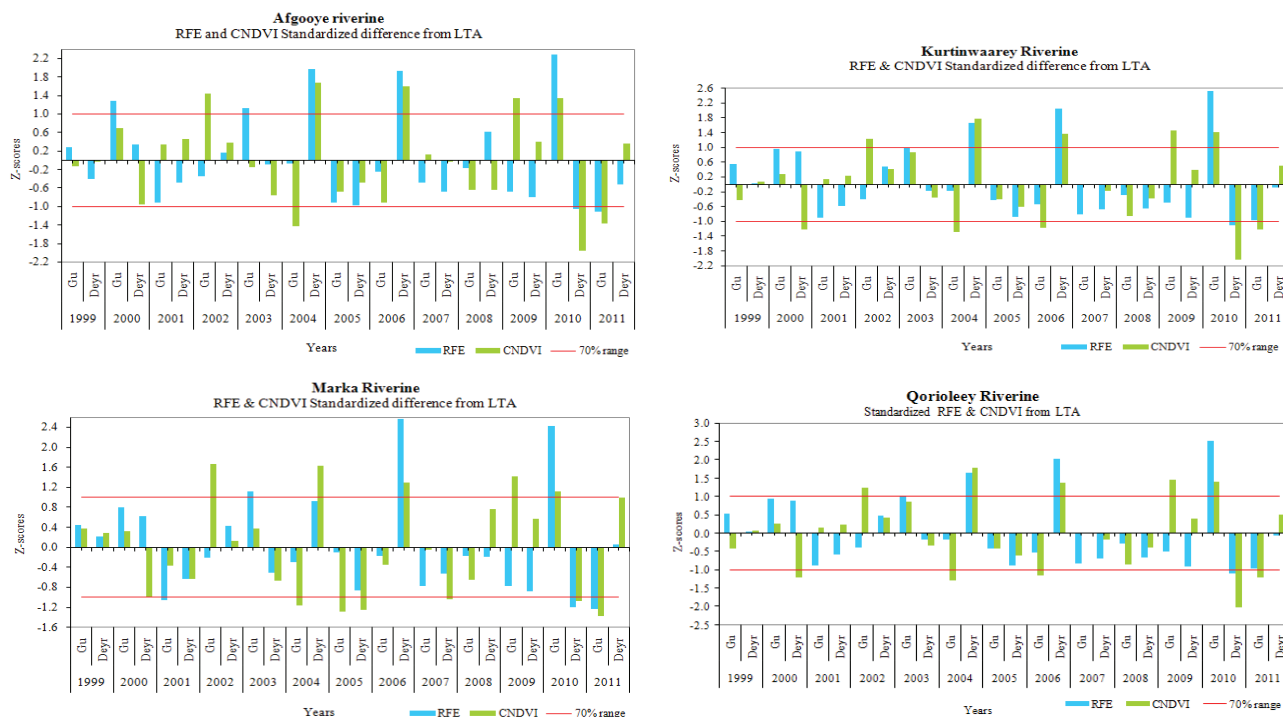 Afgooye riverine
RFE and CNDVI Standardized difference from LTA
2.2
1.8
1.4
1.0
0.6
0.2
-0.2
-0.6
-1.0
-1.4
-1.8
-2.2
Z-scores
Gu Deyr Gu Deyr Gu Deyr Gu Deyr Gu Deyr Gu Deyr Gu Deyr Gu Deyr Gu Deyr Gu Deyr Gu Deyr Gu Deyr Gu Deyr
1999 2000 2001 2002 2003 2004 2005 2006 2007 2008 2009 2010 2011
Years
RFE CNDVI 70% range
Kurtinwaarey Riverine
RFE & CNDVI Standardized difference from LTA
2.6
2.2
1.8
1.4
1.0
0.6
0.2
-0.2
-0.6
-1.0
-1.4
-1.8
-2.2
Z-scores
Gu Deyr Gu Deyr Gu Deyr Gu Deyr Gu Deyr Gu Deyr Gu Deyr Gu Deyr Gu Deyr Gu Deyr Gu Deyr Gu Deyr Gu Deyr
1999 2000 2001 2002 2003 2004 2005 2006 2007 2008 2009 2010 2011
Years
RFE CNDVI 70% range
Marka Riverine
RFE & CNDVI Standardized difference from LTA
2.4
2.0
1.6
1.2
0.8
0.4
0.0
-0.4
-0.8
-1.2
-1.6
Z-scores
Gu Deyr Gu Deyr Gu Deyr Gu Deyr Gu Deyr Gu Deyr Gu Deyr Gu Deyr Gu Deyr Gu Deyr Gu Deyr Gu Deyr Gu Deyr
1999 2000 2001 2002 2003 2004 2005 2006 2007 2008 2009 2010 2011
Years
RFE CNDVI 70% range
Qorioleey Riverine
Standardized RFE & CNDVI from LTA
3.0
2.5
2.0
1.5
1.0
0.5
0.0
-0.5
-1.0
-1.5
-2.0
-2.5
Z-scores
Gu Deyr Gu Deyr Gu Deyr Gu Deyr Gu Deyr Gu Deyr Gu Deyr Gu Deyr Gu Deyr Gu Deyr Gu Deyr Gu Deyr Gu Deyr
1999 2000 2001 2002 2003 2004 2005 2006 2007 2008 2009 2010 2011
Years
RFE CNDVI 70% range